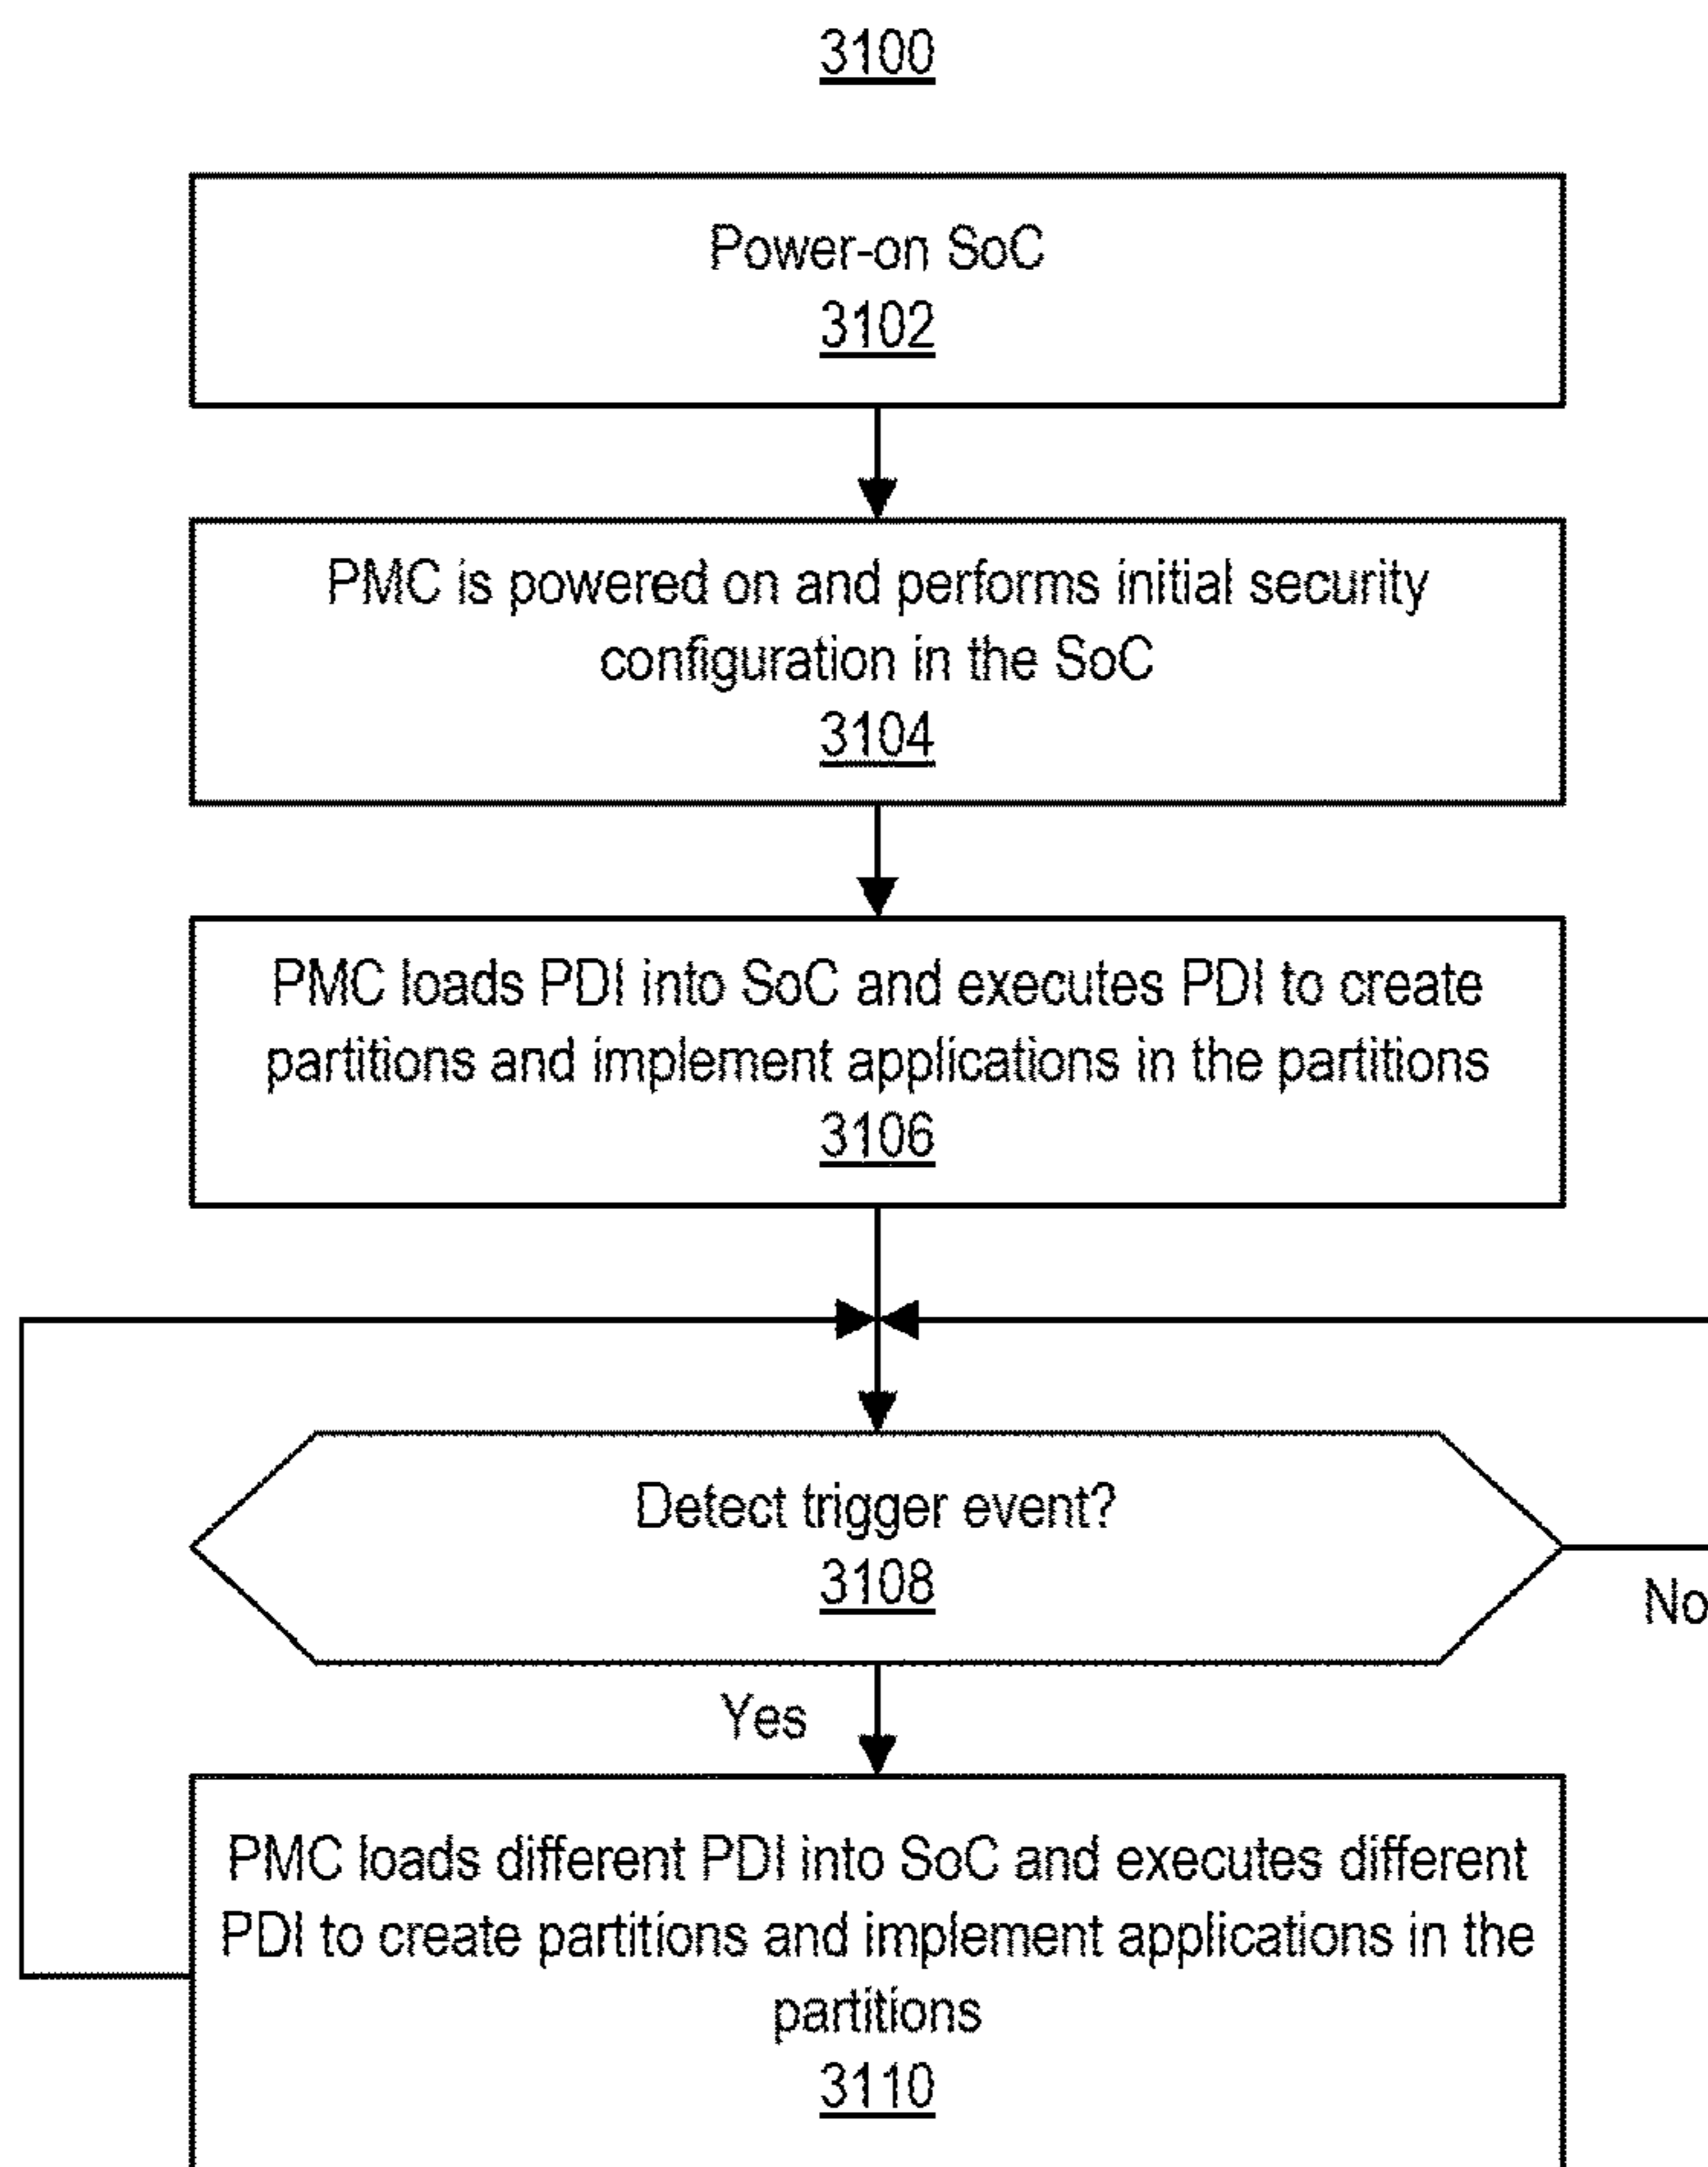 3100
Power-on SoC
3102
PMC is powered on and performs initial security
configuration in the SoC
3104
PMC loads PDI into SoC and executes PDI to create
partitions and implement applications in the partitions
3106
Detect trigger event?
3108
No
Yes
PMC loads different PDI into SoC and executes different
PDI to create partitions and implement applications in the
partitions
3110